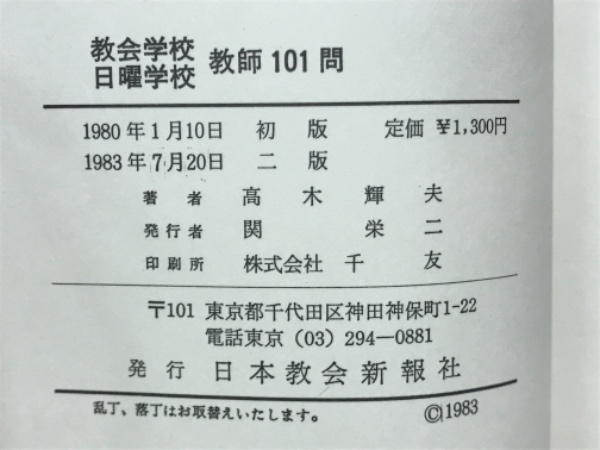 教会学校
日曜学校 教師 101 問
1980 年 1 月 10 日 初 版 定価 ¥1,300円
1983 年 7 月 20 日 二 版
著 者 高 木 輝 夫
発行者 関 栄 二
印刷所 株式会社 千 友
〒101 東京都千代田区神田神保町1-22
電話東京 (03) 294—0881
発 行 日本教会新報社
乱丁、落丁はお取替えいたします。 ©1983